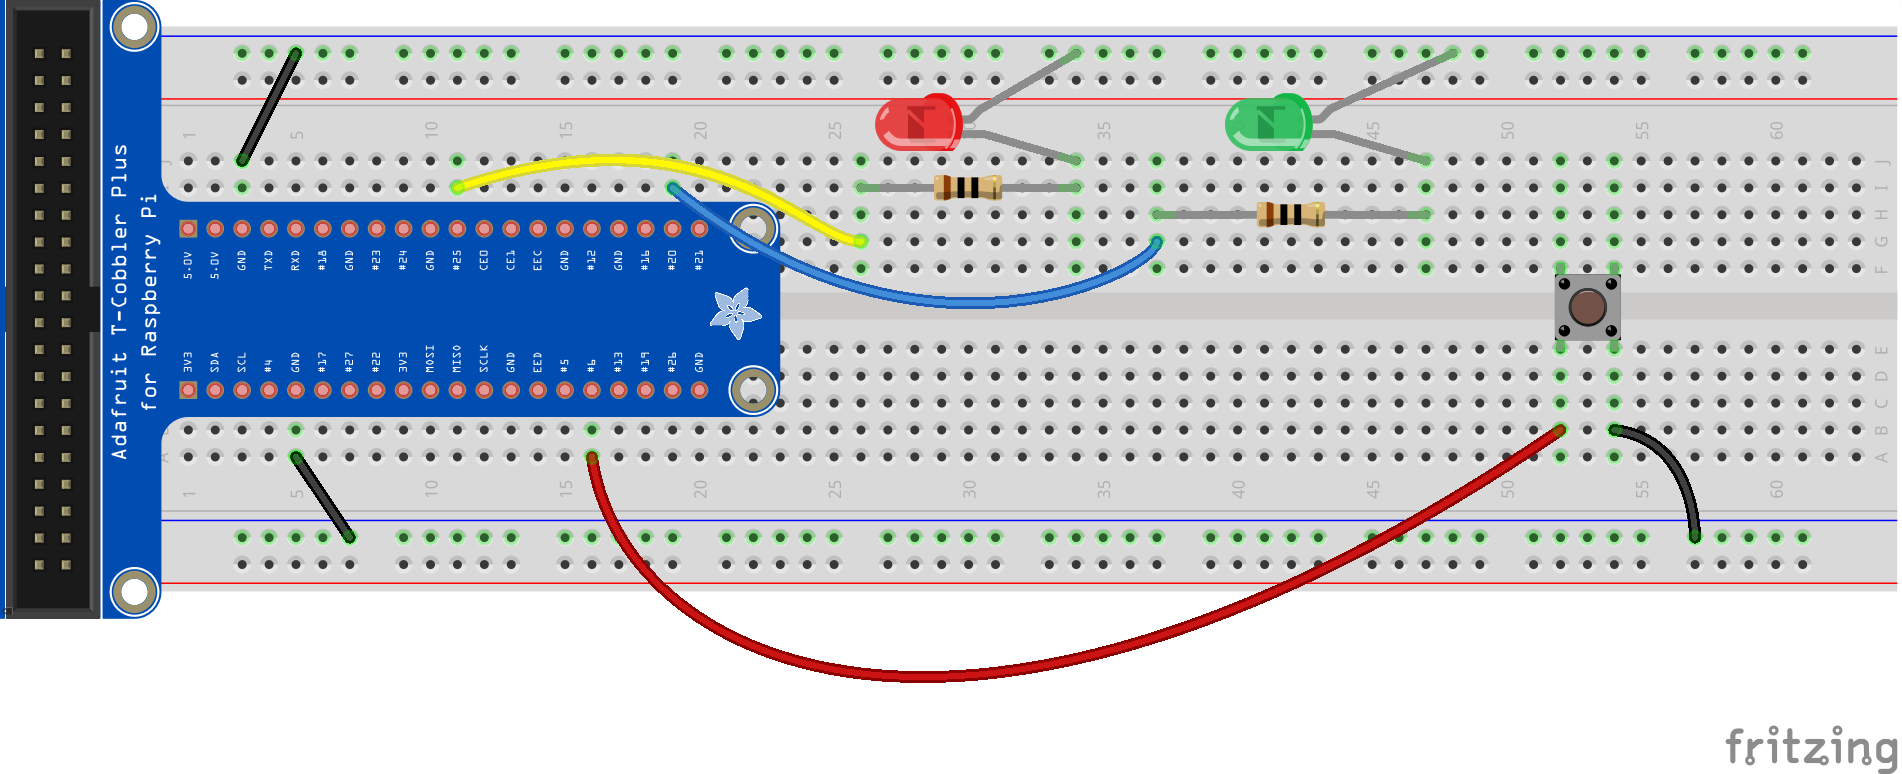 Adafruit T-Cobbler Plus
for Raspberry Pi
1 5 10 15 20 25 30 35 40 45 50 55 60
J
I
H
G
F
5.0V 5.0V GND TXD RXD #18 GND #23 #24 GND #25 CE0 CE1 EEC GND #12 GND #16 #20 #21
3V3 SDA SCL #4 GND #17 #27 #22 3V3 MOSI MISO SCLK GND EED #5 #6 #13 #19 #26 GND
E
D
C
B
A
1 5 10 15 20 25 30 35 40 45 50 55 60
fritzing